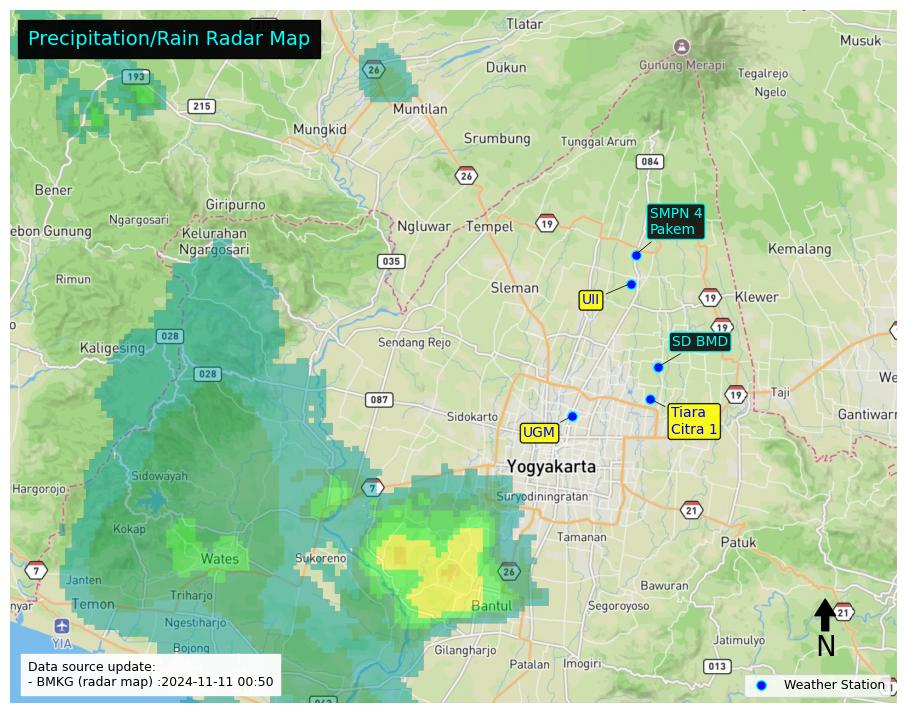 Precipitation/Rain Radar Map
Tlatar
Musuk
Dukun
Gunung Merapi
Tegalrejo
Ngelo
193
26
215
Muntilan
Mungkid
Srumbung
Tunggal Arum
084
26
Bener
Giripurno
Ngargosari
ebon Gunung
Kelurahan
Ngargosari
Ngluwar
Tempel
19
SMPN 4
Pakem
Kemalang
035
Rimun
Sleman
UII
19
Klewer
19
028
Kaligesing
Sendang Rejo
SD BMD
028
We
087
19
Taji
Sidokarto
Gantiwarn
Tiara
Citra 1
UGM
Yogyakarta
Sidowayah
Hargorojo
7
Suryodiningratan
21
Kokap
Tamanan
Patuk
Wates
Sukoreno
7
26
Janten
Bawuran
Temon
Triharjo
Bantul
Segoroyoso
nyar
21
YIA
Ngestiharjo
Jatimulyo
N
Bojong
Gilangharjo
Patalan
Imogiri
013
Data source update:
- BMKG (radar map) :2024-11-11 00:50
Weather Station